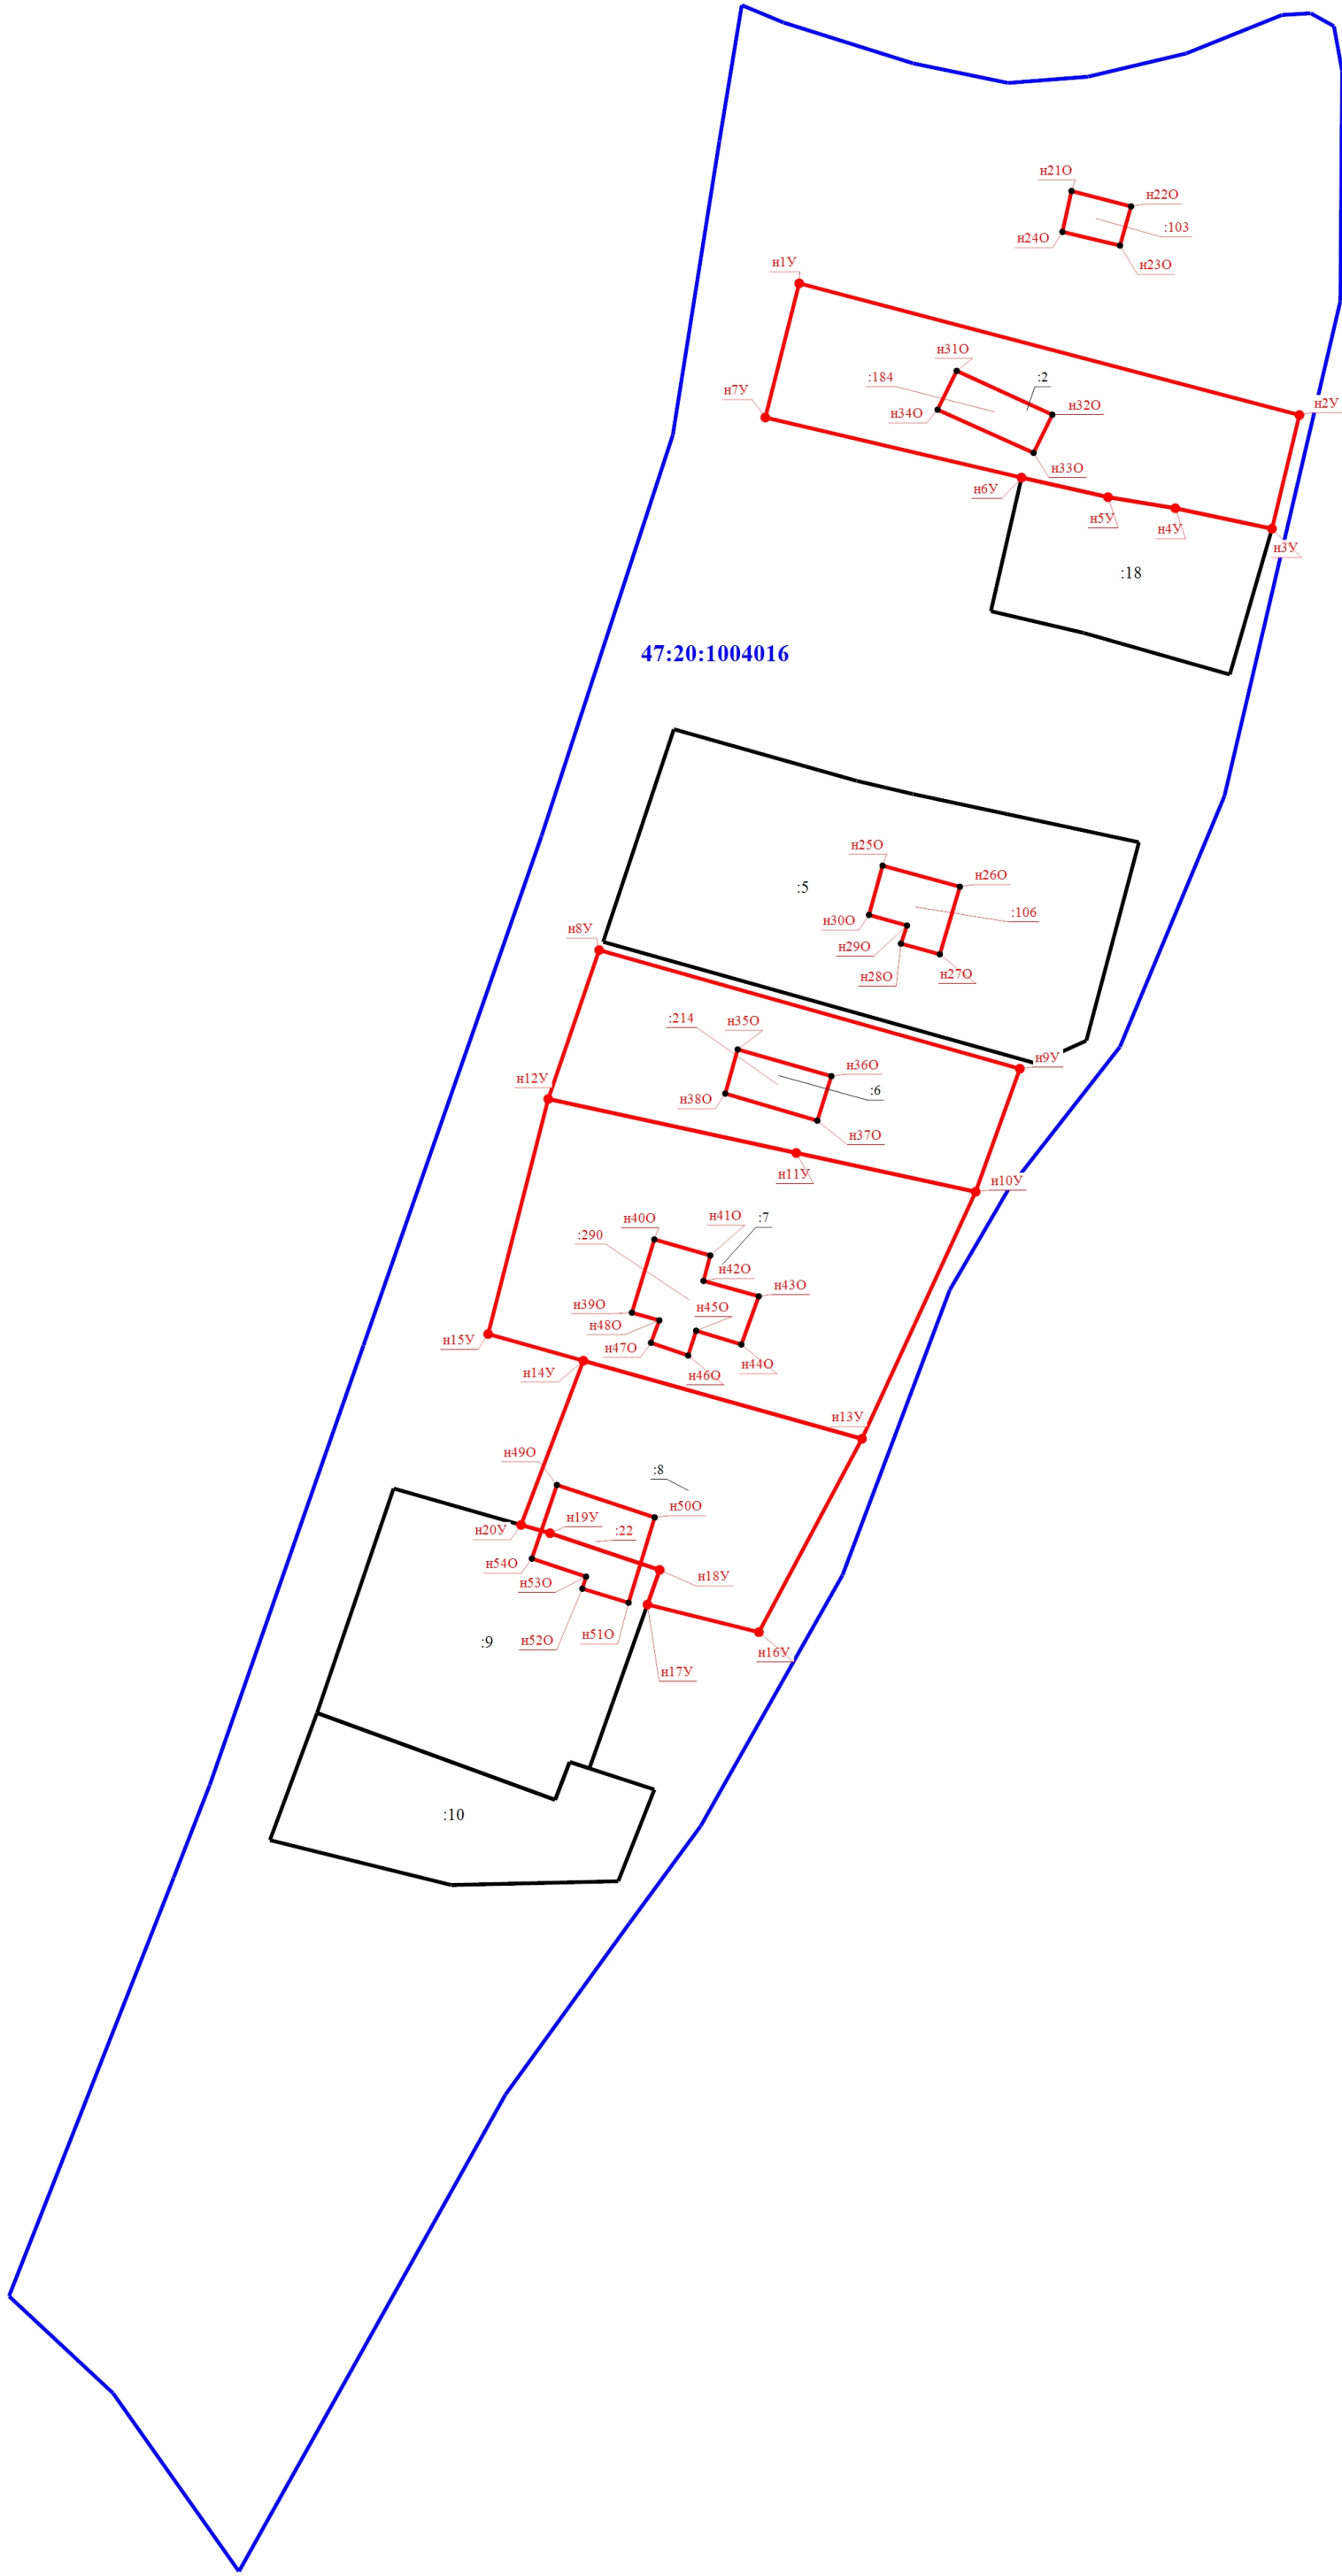 н21О
н22О
:103
н24О
н23О
н1У
н31О
:184
:2
н7У
н2У
н32О
н34О
н33О
н6У
н5У
н4У
н3У
:18
47:20:1004016
н25О
н26О
:5
:106
н30О
н8У
н29О
н28О
н27О
:214
н35О
н9У
н36О
н12У
:6
н38О
н37О
н11У
н10У
н40О
н41О
:7
:290
н42О
н43О
н39О
н45О
н48О
н15У
н47О
н44О
н14У
н46О
н13У
н49О
:8
н50О
н19У
н20У
:22
н54О
н18У
н53О
н51О
н52О
:9
н16У
н17У
:10